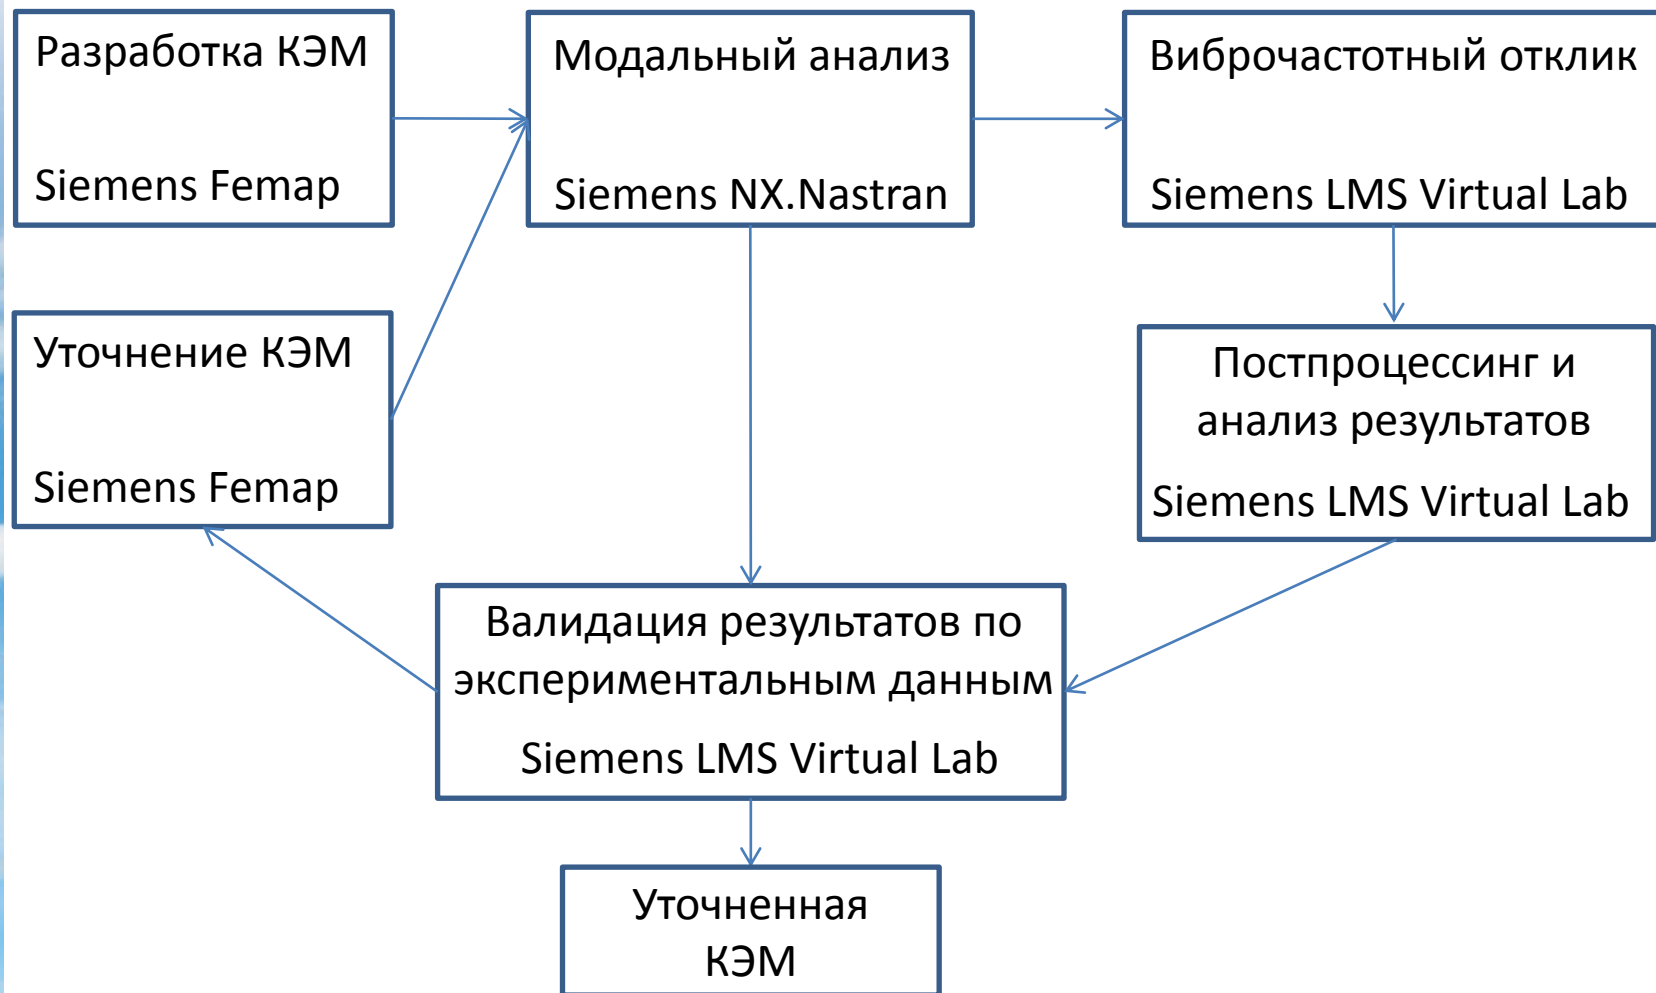 Разработка КЭМ
Siemens Femap
Модальный анализ
Siemens NX.Nastran
Виброчастотный отклик
Siemens LMS Virtual Lab
Уточнение КЭМ
Siemens Femap
Постпроцессинг и
анализ результатов
Siemens LMS Virtual Lab
Валидация результатов по
экспериментальным данным
Siemens LMS Virtual Lab
Уточненная
КЭМ